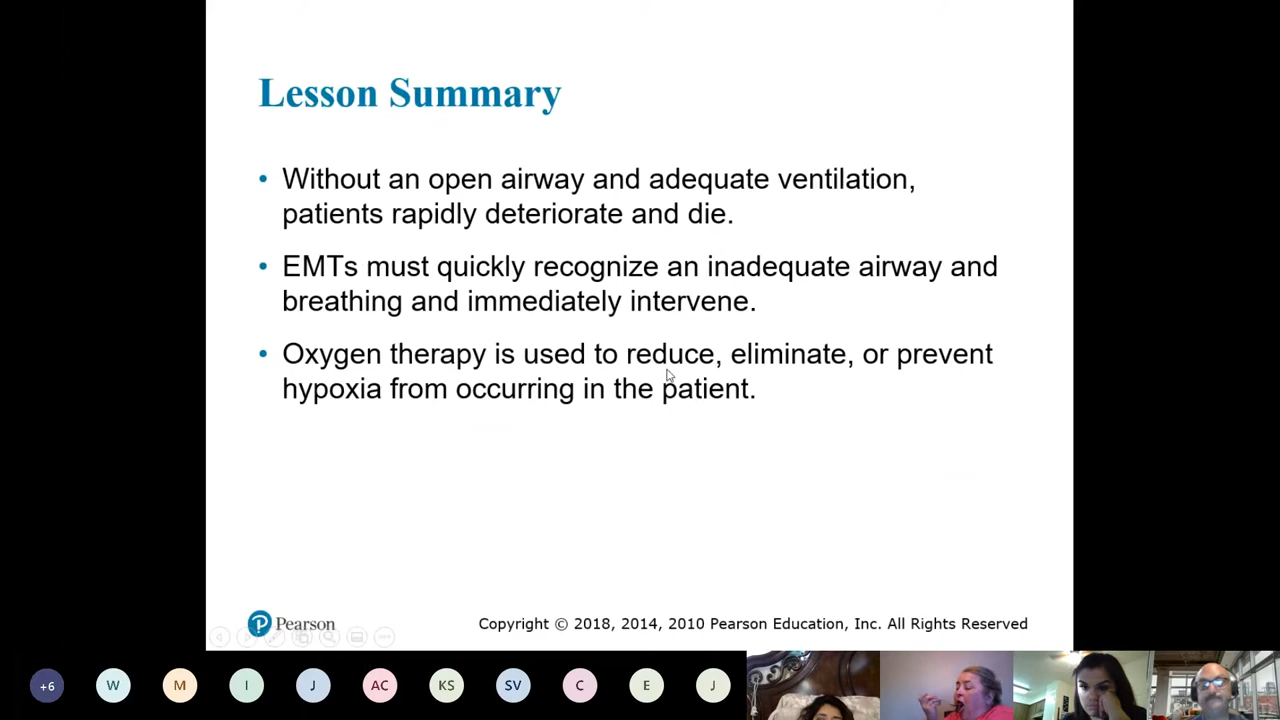 Lesson Summary
• Without an open airway and adequate ventilation,
patients rapidly deteriorate and die.
• EMTs must quickly recognize an inadequate airway and
breathing and immediately intervene.
• Oxygen therapy is used to reduce, eliminate, or prevent
hypoxia from occurring in the patient.
P Pearson
Copyright © 2018, 2014, 2010 Pearson Education, Inc. All Rights Reserved
+6 W M I J AC KS SV C E J